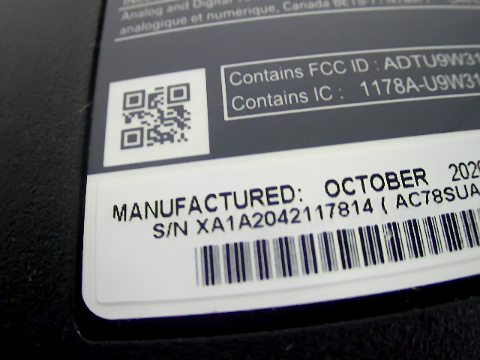 Analog and Digital
analogique et numérique, Canada
Contains FCC ID : ADTU9W31
Contains IC : 1178A-U9W31
MANUFACTURED: OCTOBER 2020
S/N XA1A2042117814 ( AC78SUA